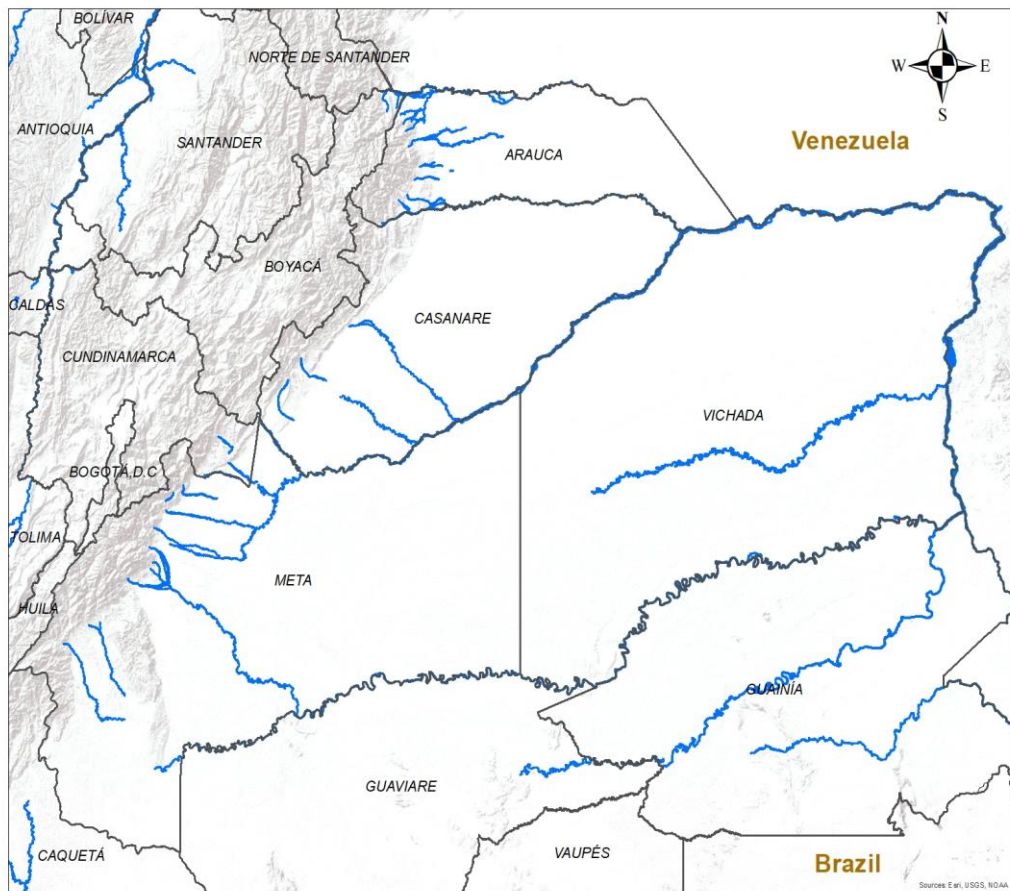 BOLÍVAR
N
NORTE DE SANTANDER
W
E
S
ANTIOQUIA
SANTANDER
Venezuela
ARAUCA
BOYACÁ
CALDAS
CASANARE
CUNDINAMARCA
VICHADA
BOGOTÁ D.C
TOLIMA
META
HUILA
GUAINÍA
GUAVIARE
CAQUETÁ
VAUPÉS
Brazil
Sources: Esri, USGS, NOAA